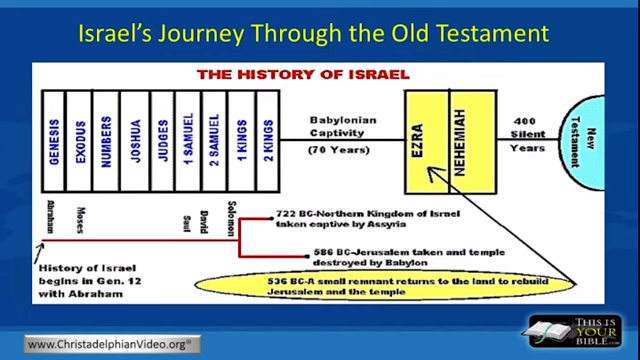 Israel's Journey Through the Old Testament
THE HISTORY OF ISRAEL
GENESIS
EXODUS
NUMBERS
JOSHUA
JUDGES
1 SAMUEL
2 SAMUEL
1 KINGS
2 KINGS
Babylonian
Captivity
(70 Years)
EZRA
NEHEMIAH
400
Silent
Years
New
Testament
Abraham
Moses
Saul
David
Solomon
722 BC-Northern Kingdom of Israel
taken captive by Assyria
586 BC-Jerusalem taken and temple
destroyed by Babylon
536 BC-A small remnant returns to the land to rebuild
Jerusalem and the temple
History of Israel
begins in Gen. 12
with Abraham
www.ChristadelphianVideo.org®
THIS IS
YOUR
BIBLE.com